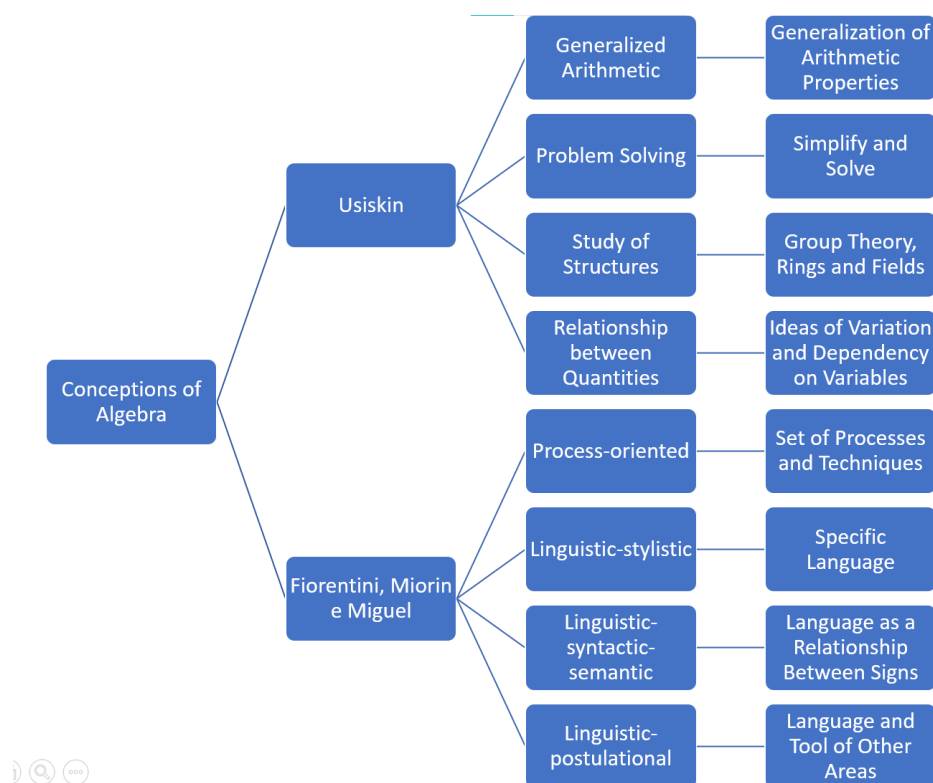 Conceptions of
Algebra
Usiskin
Generalized
Arithmetic
Generalization of
Arithmetic
Properties
Problem Solving
Simplify and
Solve
Study of
Structures
Group Theory,
Rings and Fields
Relationship
between
Quantities
Ideas of Variation
and Dependency
on Variables
Fiorentini, Miorin
e Miguel
Process-oriented
Set of Processes
and Techniques
Linguistic-stylistic
Specific
Language
Linguistic-
syntactic-
semantic
Language as a
Relationship
Between Signs
Linguistic-
postulational
Language and
Tool of Other
Areas